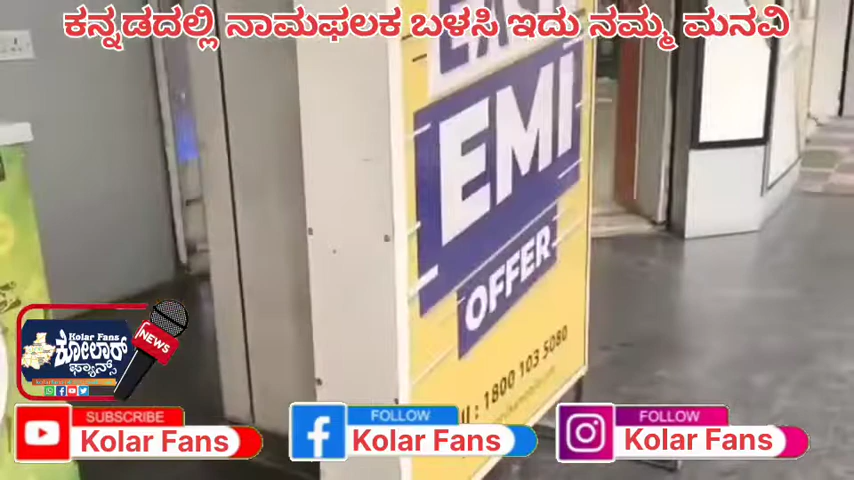 ಕನ್ನಡದಲ್ಲಿ ನಾಮಫಲಕ ಬಳಸಿ ಇದು ನಮ್ಮ ಮನವಿ
EASY
EMI
OFFER
: 1800 103 5080
Kolar Fans
ಕೋಲಾರ್
ಫ್ಯಾನ್ಸ್
NEWS
SUBSCRIBE
Kolar Fans
FOLLOW
Kolar Fans
FOLLOW
Kolar Fans